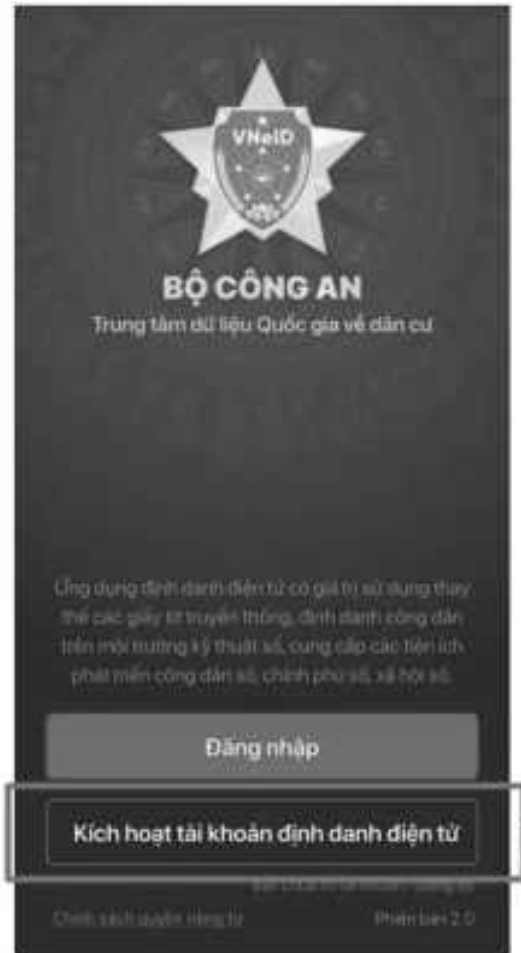 VNeID
BỘ CÔNG AN
Trung tâm dữ liệu Quốc gia về dân cư
Ứng dụng định danh điện tử có giá trị sử dụng thay
thế các giấy tờ truyền thống, định danh công dân
trên môi trường kỹ thuật số, cung cấp các tiện ích
phát triển công dân số, chính phủ số, xã hội số.
Đăng nhập
Kích hoạt tài khoản định danh điện tử
Chính sách quyền riêng tư
Phiên bản 2.0